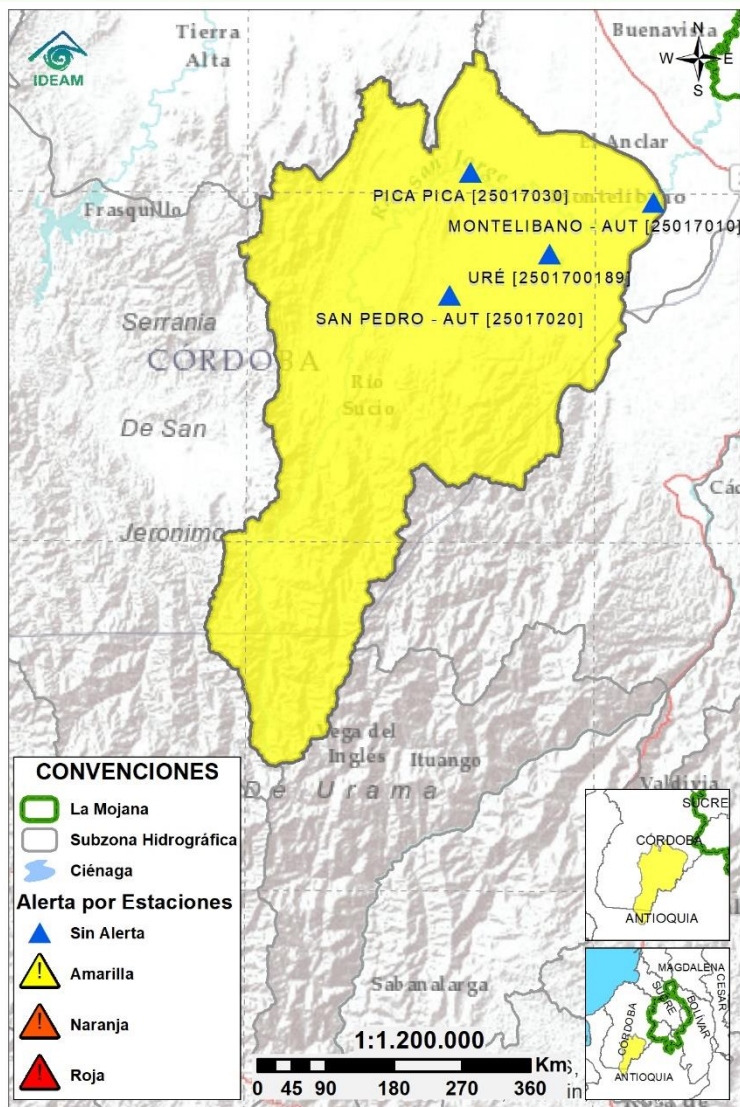 IDEAM
Tierra
Alta
Buenavista
N
W
E
S
El Anclar
PICA PICA [25017030]
Montelibano
Frasquillo
MONTELIBANO - AUT [25017010]
URÉ [2501700189]
SAN PEDRO - AUT [25017020]
Serrania
CORDOBA
Río
Sucio
De San
Jeronimo
Vega del
Ingles
Ituango
De Urama
Valdivia
Sabanalarga
CONVENCIONES
La Mojana
Subzona Hidrográfica
Ciénaga
Alerta por Estaciones
Sin Alerta
Amarilla
Naranja
Roja
1:1.200.000
Km
0 45 90 180 270 360
SUCRE
CÓRDOBA
ANTIOQUIA
MAGDALENA
CESAR
SUCRE
BOLÍVAR
CÓRDOBA
ANTIOQUIA